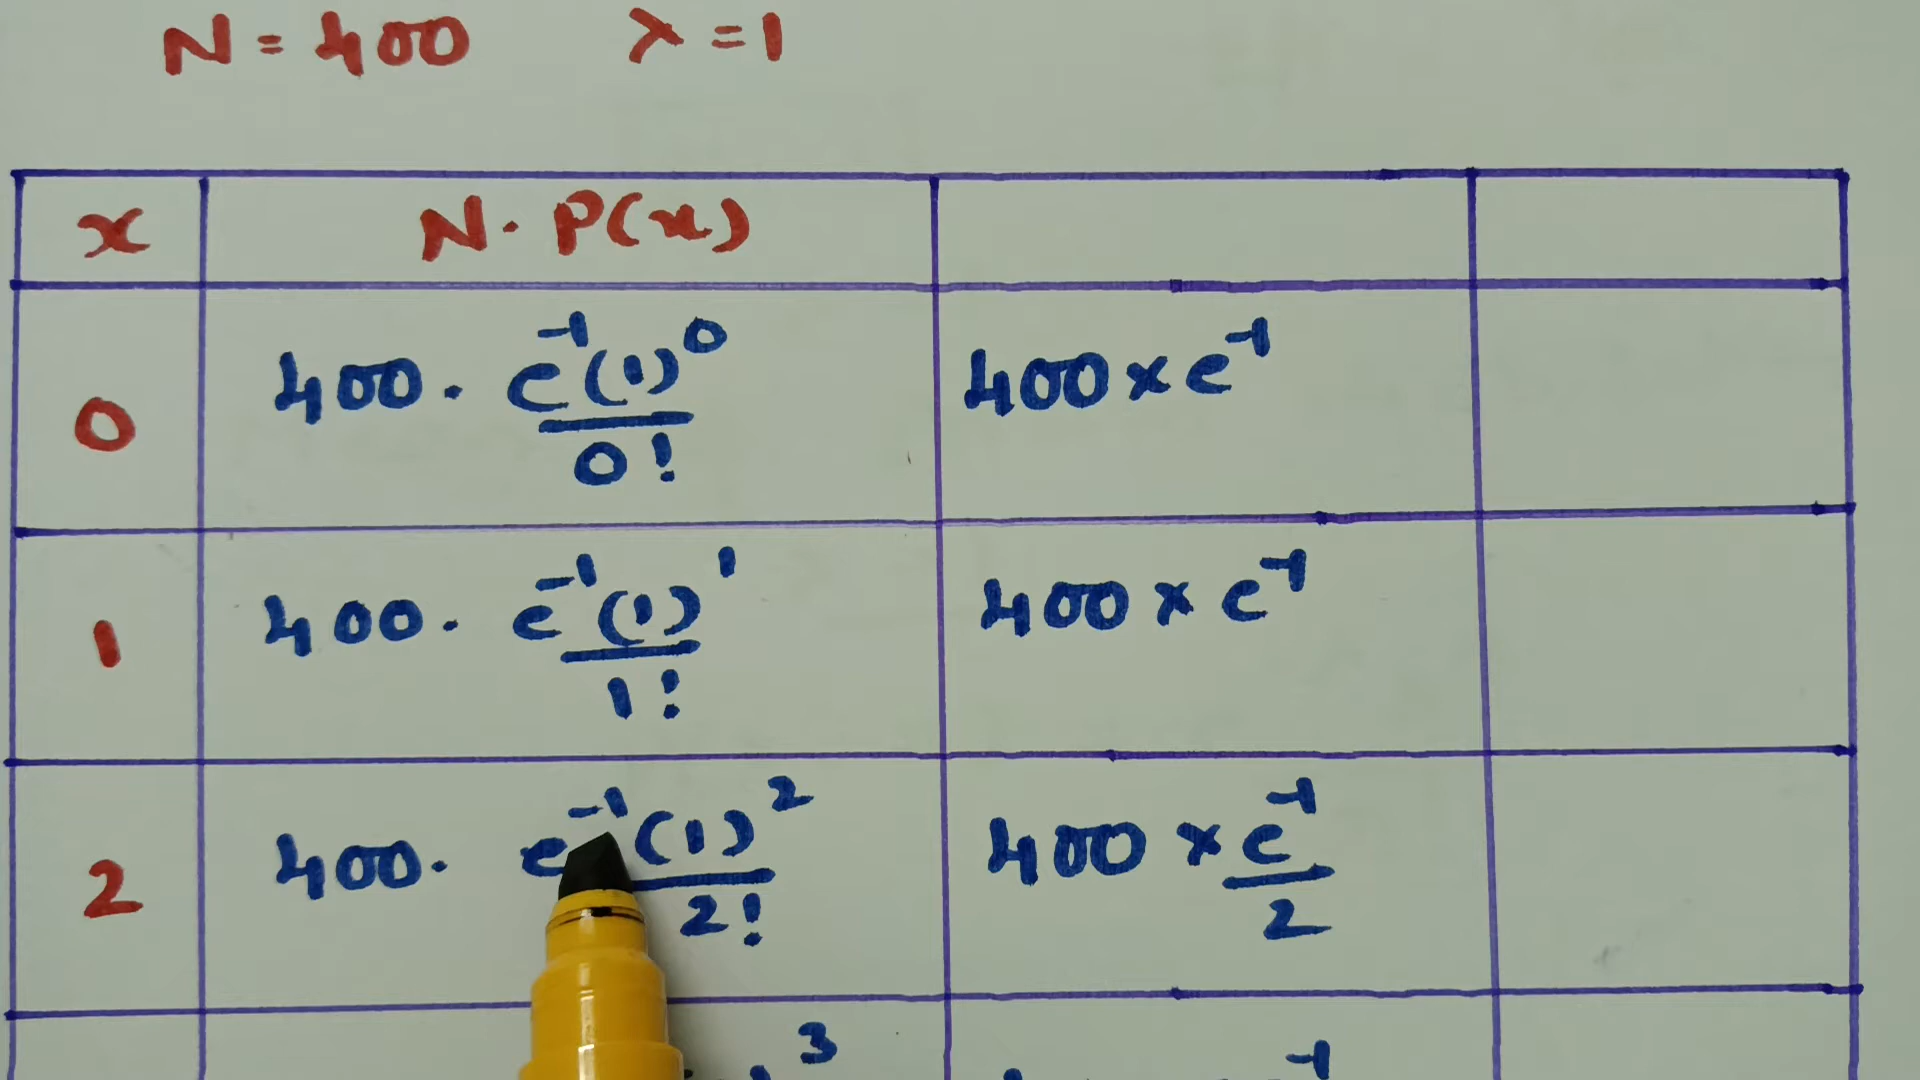 N = 400 λ = 1
x N · P(x)
0 400 · e⁻¹(1)⁰/0! 400 × e⁻¹
1 400 · e⁻¹(1)¹/1! 400 × e⁻¹
2 400 · e⁻¹(1)²/2! 400 × e⁻¹/2
3 -1